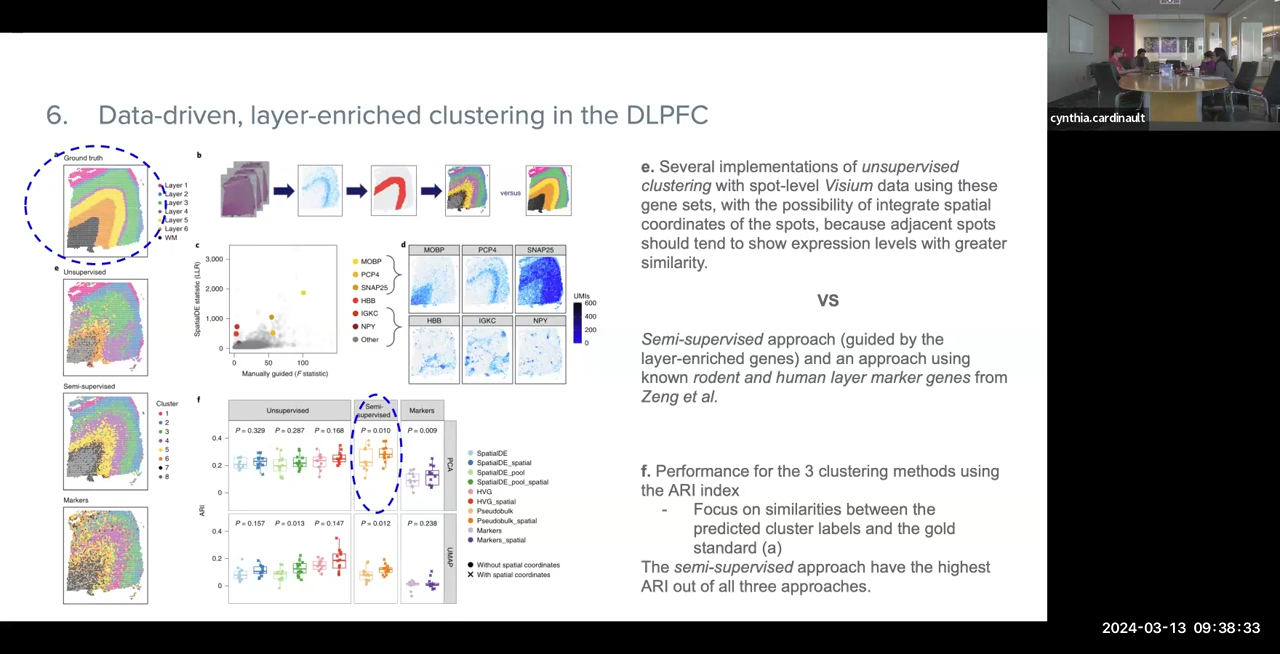 6. Data-driven, layer-enriched clustering in the DLPFC
cynthia.cardinault
a
Ground truth
Layer 1
Layer 2
Layer 3
Layer 4
Layer 5
Layer 6
WM
b
versus
c
SpatialDE statistic (LLR)
3,000
2,000
1,000
0
0 50 100
Manually guided (F statistic)
MOBP
PCP4
SNAP25
HBB
IGKC
NPY
Other
d
MOBP PCP4 SNAP25
HBB IGKC NPY
UMIs
600
400
200
0
e
Unsupervised
Semi-supervised
Cluster
1
2
3
4
5
6
7
8
Markers
f
Unsupervised
Semi-
supervised
Markers
P = 0.329 P = 0.287 P = 0.168 P = 0.010 P = 0.009
0.4
0.2
0
PCA
ARI
P = 0.157 P = 0.013 P = 0.147 P = 0.012 P = 0.238
0.4
0.2
0
UMAP
SpatialDE
SpatialDE_spatial
SpatialDE_pool
SpatialDE_pool_spatial
HVG
HVG_spatial
Pseudobulk
Pseudobulk_spatial
Markers
Markers_spatial
Without spatial coordinates
With spatial coordinates
e. Several implementations of unsupervised
clustering with spot-level Visium data using these
gene sets, with the possibility of integrate spatial
coordinates of the spots, because adjacent spots
should tend to show expression levels with greater
similarity.
VS
Semi-supervised approach (guided by the
layer-enriched genes) and an approach using
known rodent and human layer marker genes from
Zeng et al.
f. Performance for the 3 clustering methods using
the ARI index
- Focus on similarities between the
predicted cluster labels and the gold
standard (a)
The semi-supervised approach have the highest
ARI out of all three approaches.
2024-03-13 09:38:33